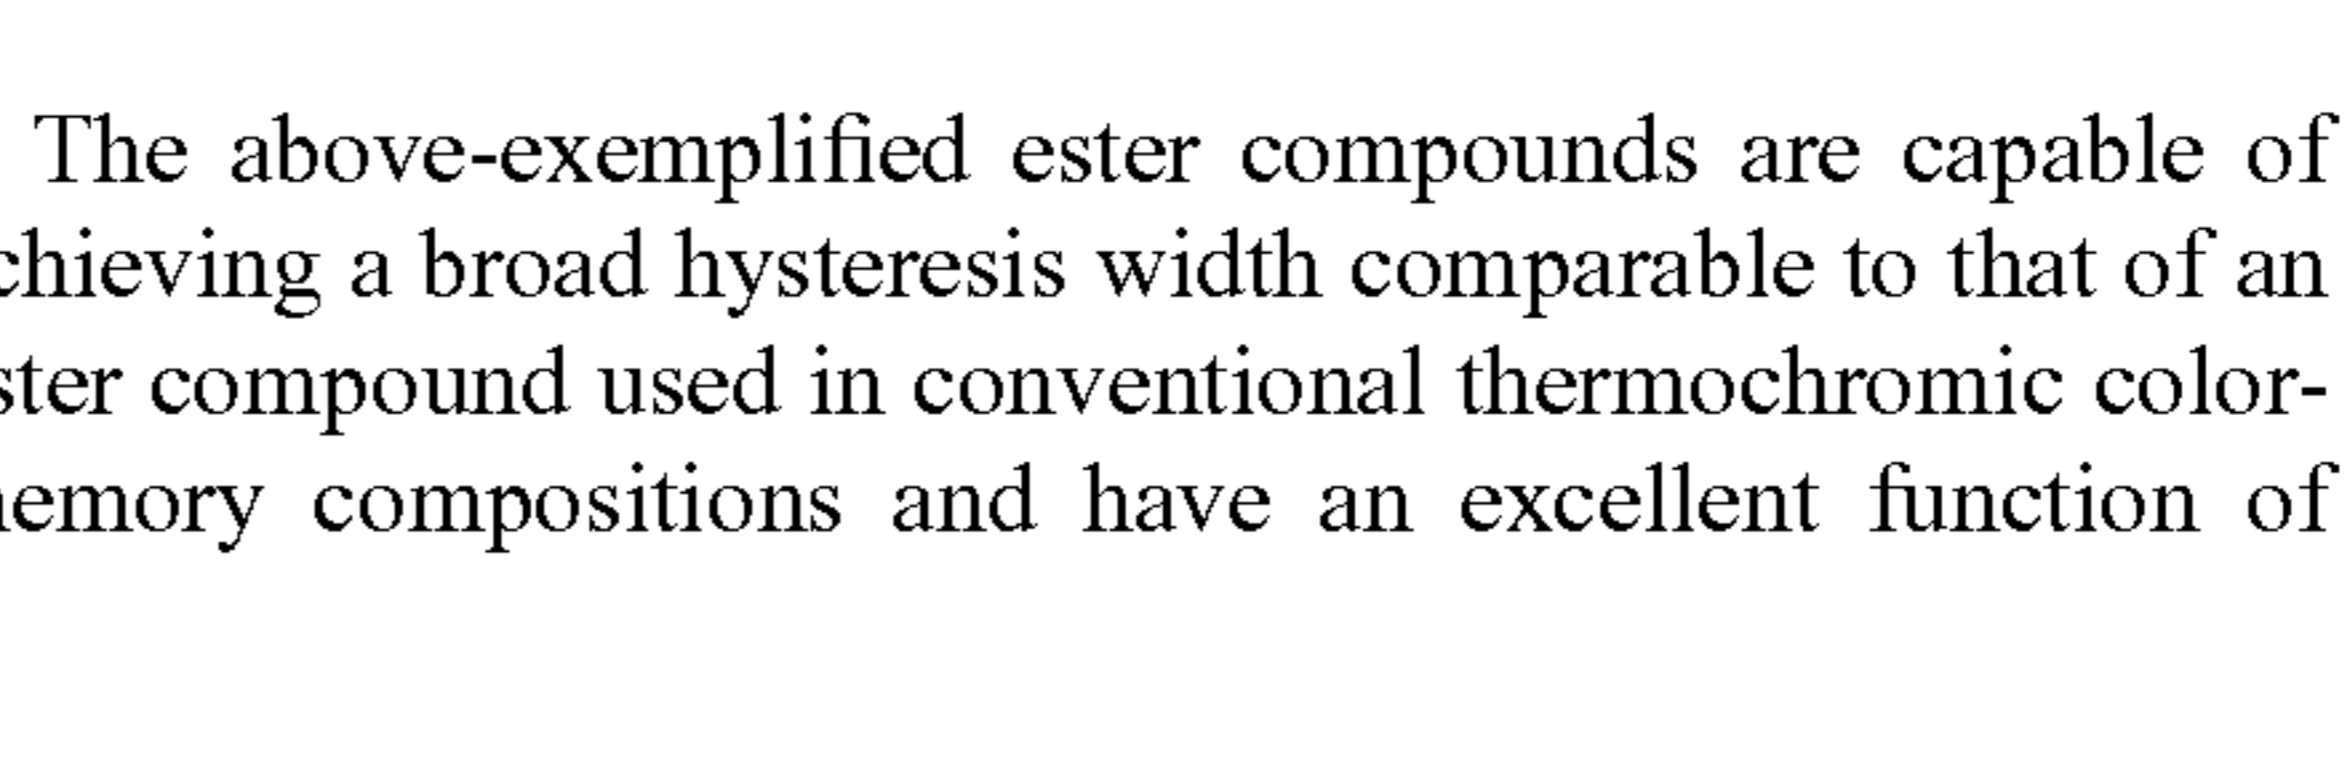 The above-exemplified ester compounds are capable of
chieving a broad hysteresis width comparable to that of an
ster compound used in conventional thermochromic color-
emory compositions and have an excellent function of